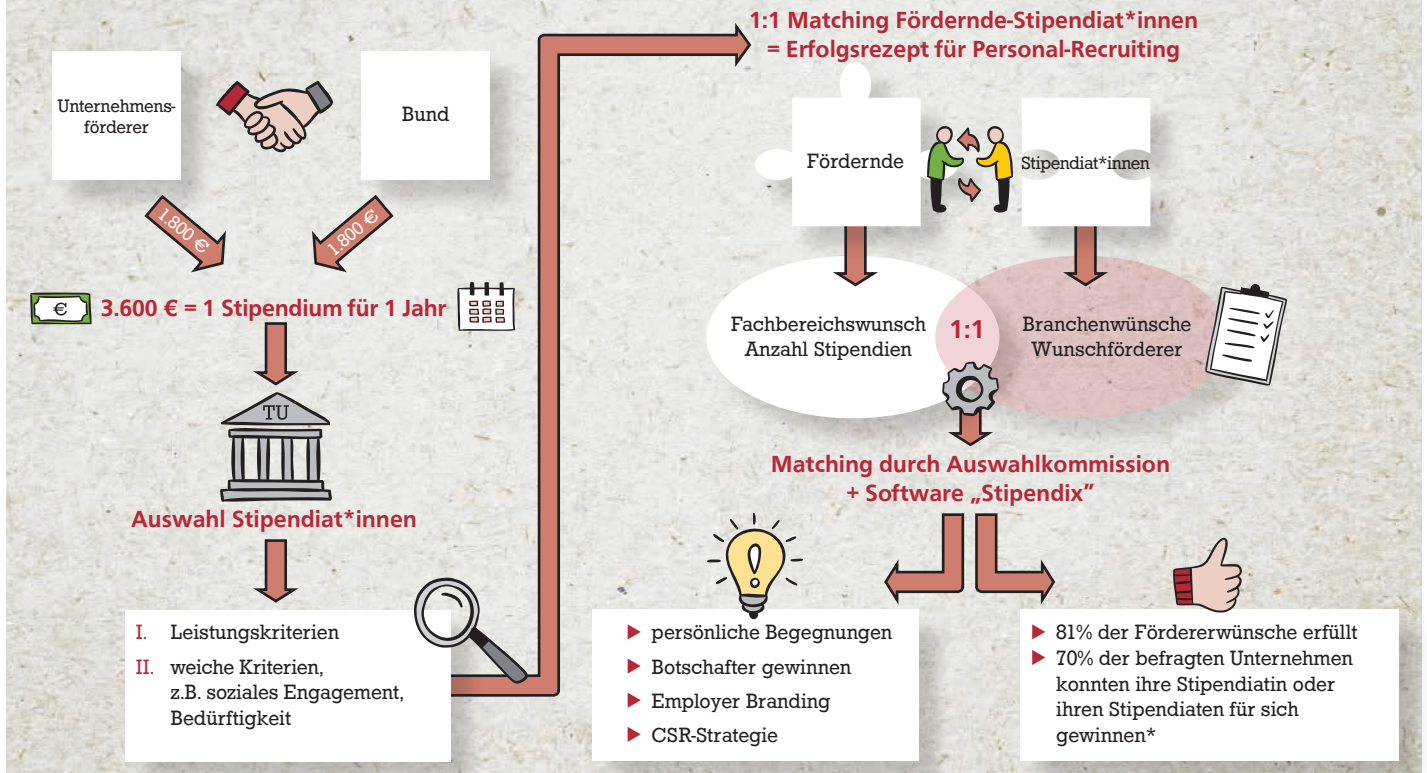 Unternehmens-
förderer
Bund
1.800 €
1.800 €
€
3.600 € = 1 Stipendium für 1 Jahr
TU
Auswahl Stipendiat*innen
I. Leistungskriterien
II. weiche Kriterien,
z.B. soziales Engagement,
Bedürftigkeit
1:1 Matching Fördernde-Stipendiat*innen
= Erfolgsrezept für Personal-Recruiting
Fördernde
Stipendiat*innen
Fachbereichswunsch
Anzahl Stipendien
1:1
Branchenwünsche
Wunschförderer
Matching durch Auswahlkommission
+ Software „Stipendix”
▶ persönliche Begegnungen
▶ Botschafter gewinnen
▶ Employer Branding
▶ CSR-Strategie
▶ 81% der Fördererwünsche erfüllt
▶ 70% der befragten Unternehmen
konnten ihre Stipendiatin oder
ihren Stipendiaten für sich
gewinnen*